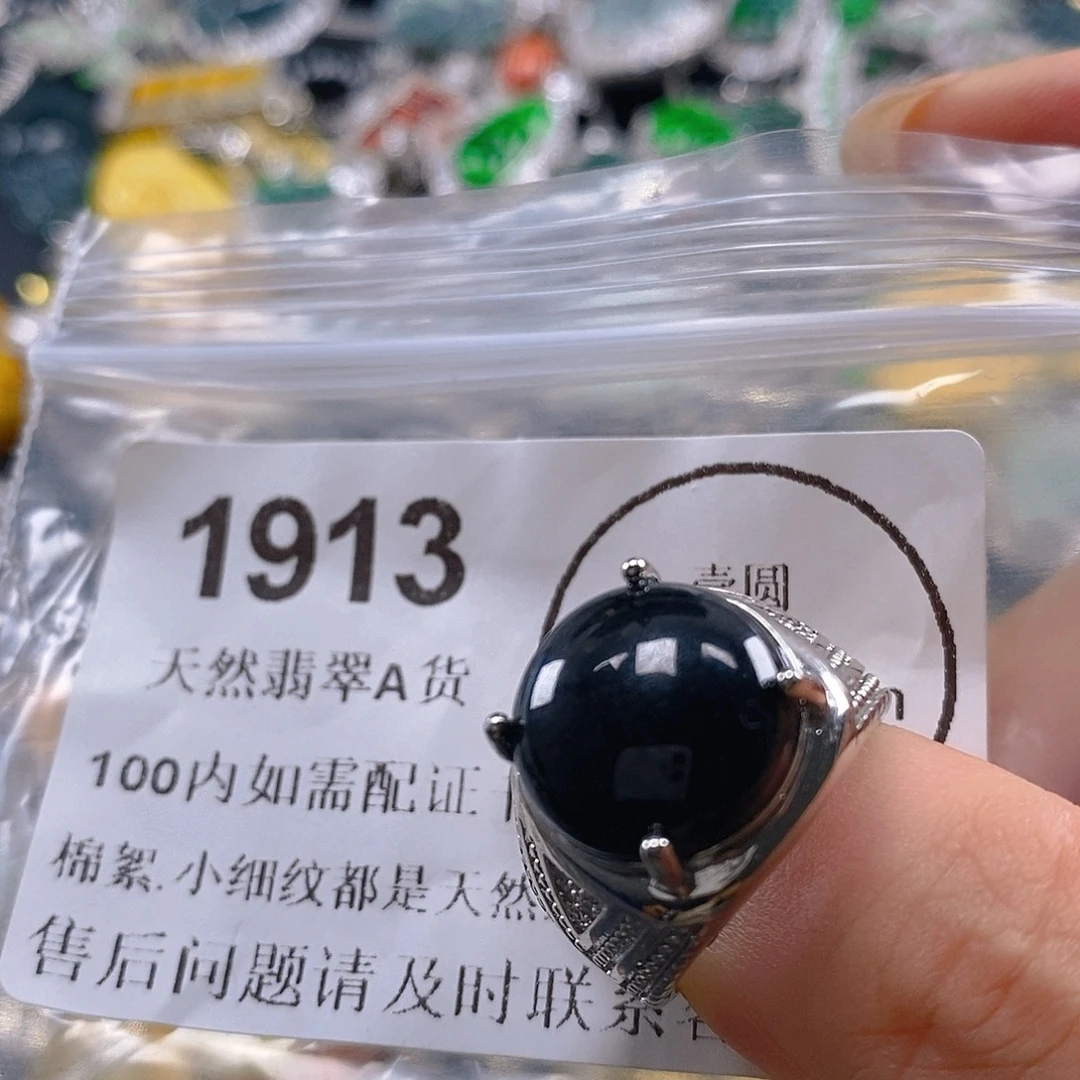 1913
壹圆
天然翡翠A货
100内如需配证
棉絮.小细纹都是天然
售后问题请及时联系客